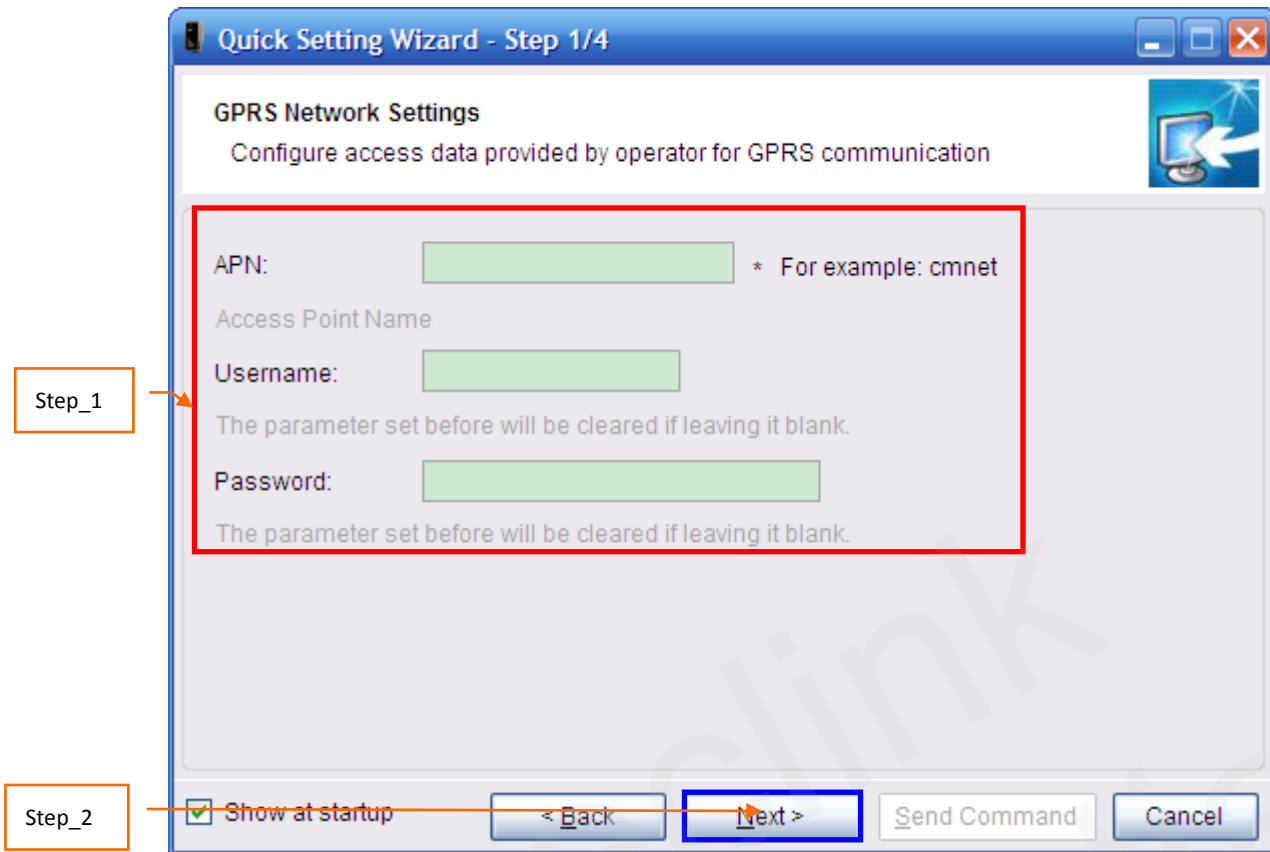 Quick Setting Wizard - Step 1/4
GPRS Network Settings
Configure access data provided by operator for GPRS communication
APN: * For example: cmnet
Access Point Name
Username:
Step_1
The parameter set before will be cleared if leaving it blank.
Password:
The parameter set before will be cleared if leaving it blank.
Step_2
Show at startup < Back Next > Send Command Cancel